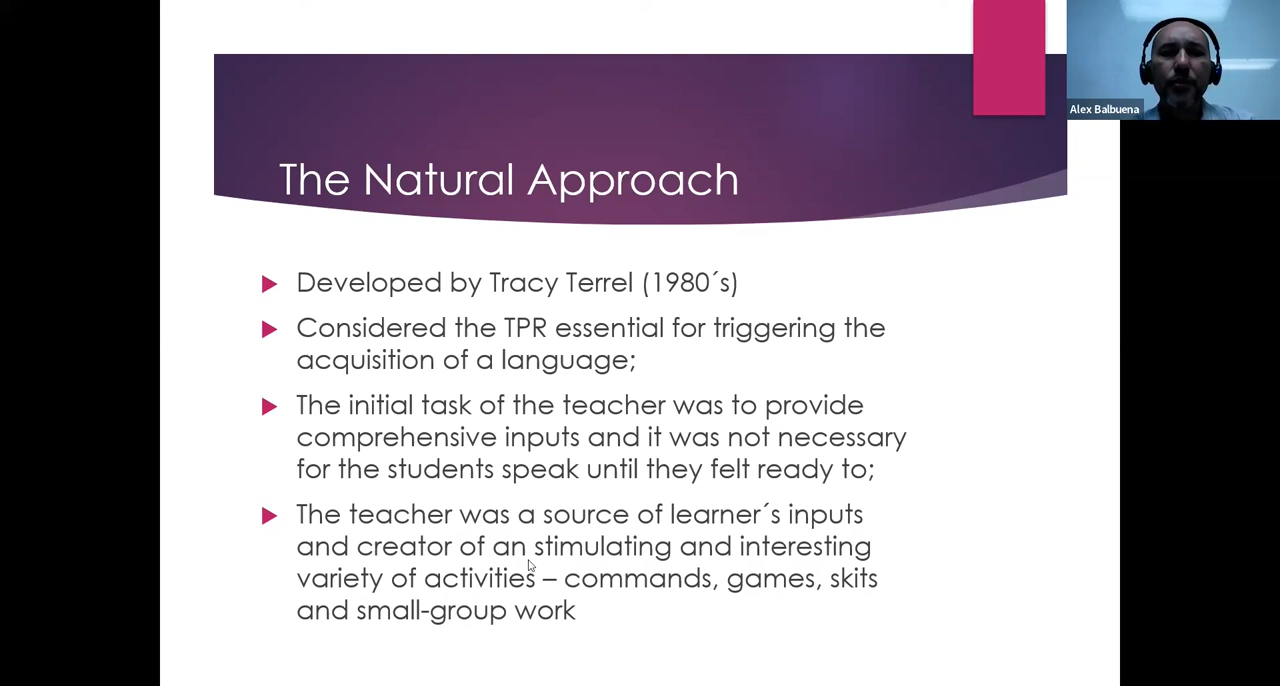 Alex Balbuena
The Natural Approach
Developed by Tracy Terrel (1980´s)
Considered the TPR essential for triggering the
acquisition of a language;
The initial task of the teacher was to provide
comprehensive inputs and it was not necessary
for the students speak until they felt ready to;
The teacher was a source of learner´s inputs
and creator of an stimulating and interesting
variety of activities – commands, games, skits
and small-group work